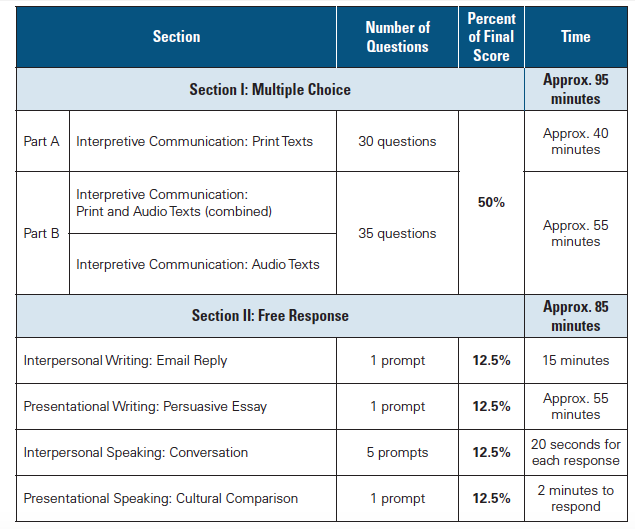 Section
Number of
Questions
Percent
of Final
Score
Time
Section I: Multiple Choice
Approx. 95
minutes
Part A
Interpretive Communication: Print Texts
30 questions
50%
Approx. 40
minutes
Part B
Interpretive Communication:
Print and Audio Texts (combined)
35 questions
Approx. 55
minutes
Interpretive Communication: Audio Texts
Section II: Free Response
Approx. 85
minutes
Interpersonal Writing: Email Reply
1 prompt
12.5%
15 minutes
Presentational Writing: Persuasive Essay
1 prompt
12.5%
Approx. 55
minutes
Interpersonal Speaking: Conversation
5 prompts
12.5%
20 seconds for
each response
Presentational Speaking: Cultural Comparison
1 prompt
12.5%
2 minutes to
respond